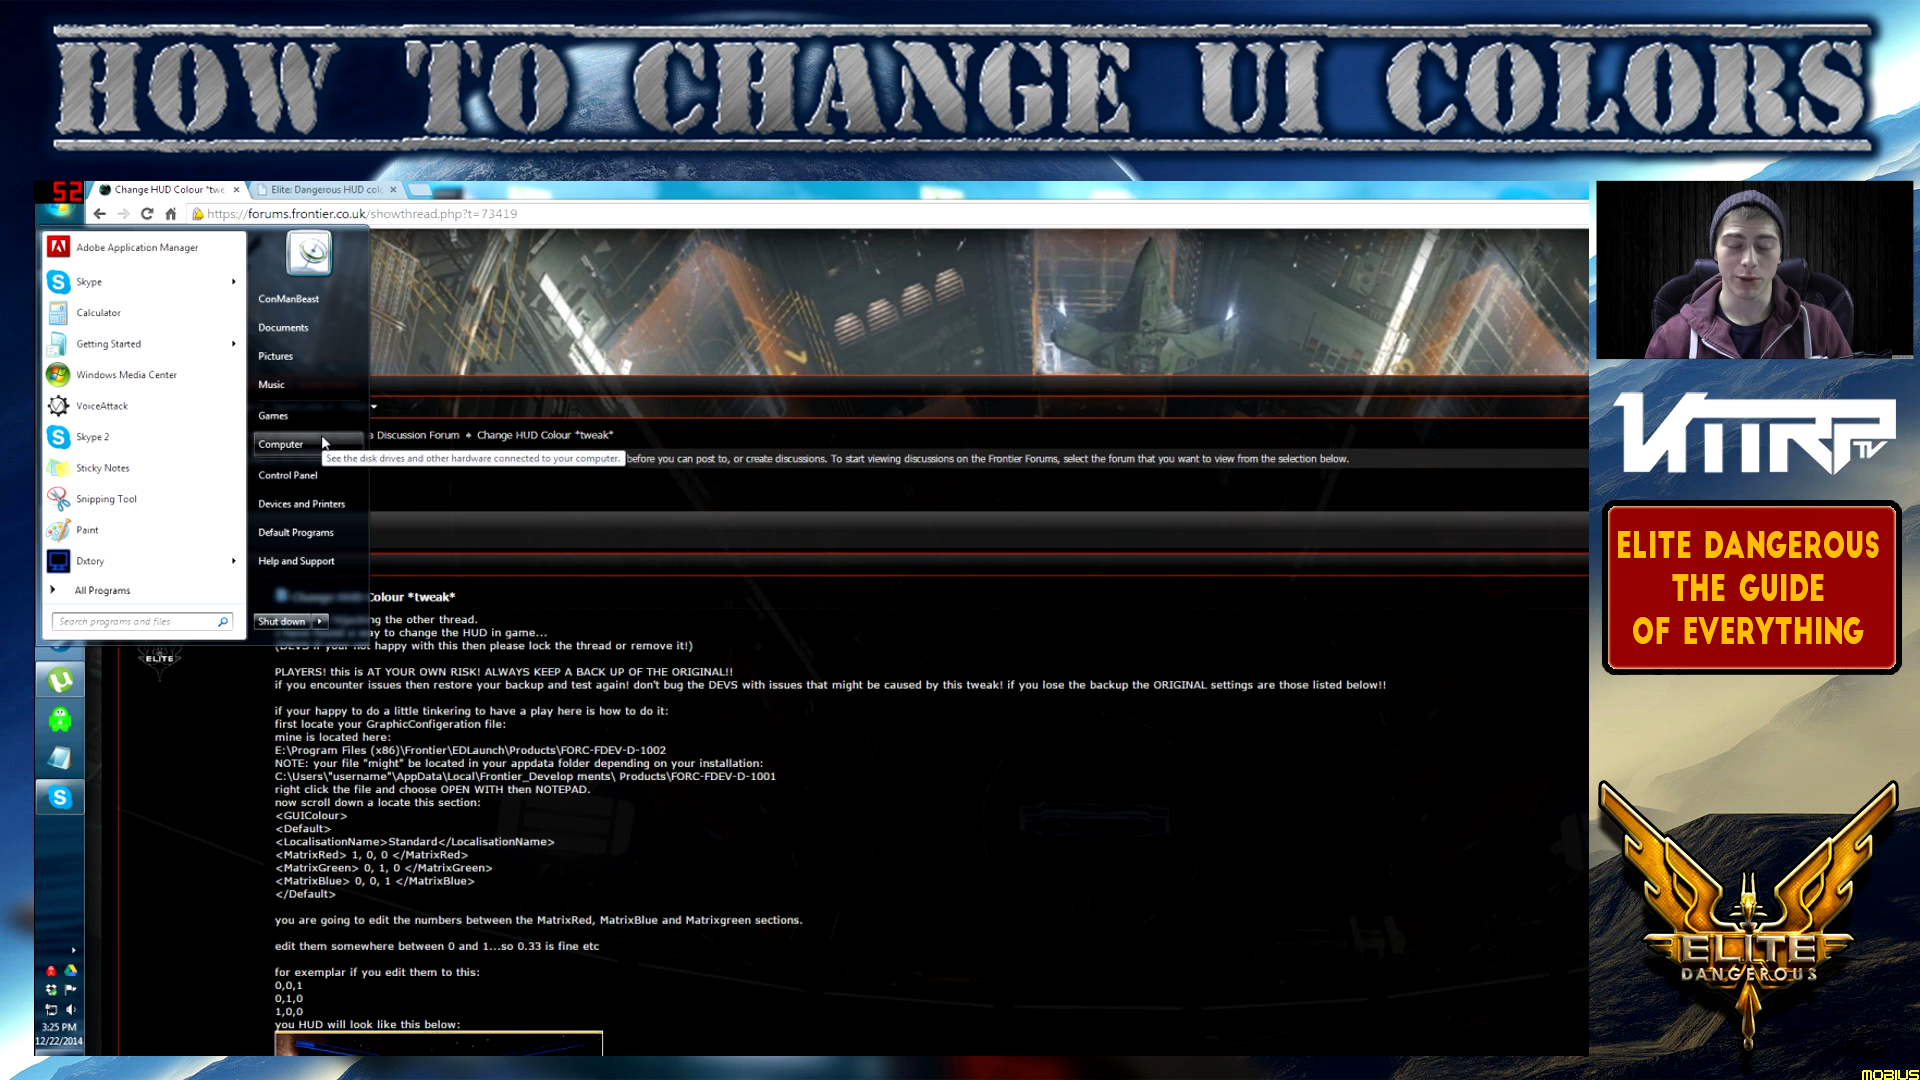 HOW TO CHANGE UI COLORS
52
Change HUD Colour *twe
Elite: Dangerous HUD colo
https://forums.frontier.co.uk/showthread.php?t=73419
Adobe Application Manager
Skype
Calculator
Getting Started
Windows Media Center
VoiceAttack
Skype 2
Sticky Notes
Snipping Tool
Paint
Dxtory
All Programs
Search programs and files
ConManBeast
Documents
Pictures
Music
Games
Computer
See the disk drives and other hardware connected to your computer.
Control Panel
Devices and Printers
Default Programs
Help and Support
Shut down
Discussion Forum
Change HUD Colour *tweak*
before you can post to, or create discussions. To start viewing discussions on the Frontier Forums, select the forum that you want to view from the selection below.
Colour *tweak*
the other thread.
to change the HUD in game...
happy with this then please lock the thread or remove it!)
PLAYERS! this is AT YOUR OWN RISK! ALWAYS KEEP A BACK UP OF THE ORIGINAL!!
if you encounter issues then restore your backup and test again! don't bug the DEVS with issues that might be caused by this tweak! if you lose the backup the ORIGINAL settings are those listed below!!
if your happy to do a little tinkering to have a play here is how to do it:
first locate your GraphicConfigeration file:
mine is located here:
E:\Program Files (x86)\Frontier\EDLaunch\Products\FORC-FDEV-D-1002
NOTE: your file "might" be located in your appdata folder depending on your installation:
C:\Users\"username"\AppData\Local\Frontier_Develop ments\ Products\FORC-FDEV-D-1001
right click the file and choose OPEN WITH then NOTEPAD.
now scroll down a locate this section:
<GUIColour>
<Default>
<LocalisationName>Standard</LocalisationName>
<MatrixRed> 1, 0, 0 </MatrixRed>
<MatrixGreen> 0, 1, 0 </MatrixGreen>
<MatrixBlue> 0, 0, 1 </MatrixBlue>
</Default>
you are going to edit the numbers between the MatrixRed, MatrixBlue and Matrixgreen sections.
edit them somewhere between 0 and 1...so 0.33 is fine etc
for exemplar if you edit them to this:
0,0,1
0,1,0
1,0,0
you HUD will look like this below:
ELITE
3:25 PM
12/22/2014
TV
ELITE DANGEROUS
THE GUIDE
OF EVERYTHING
ELITE
DANGEROUS
MOBIUS